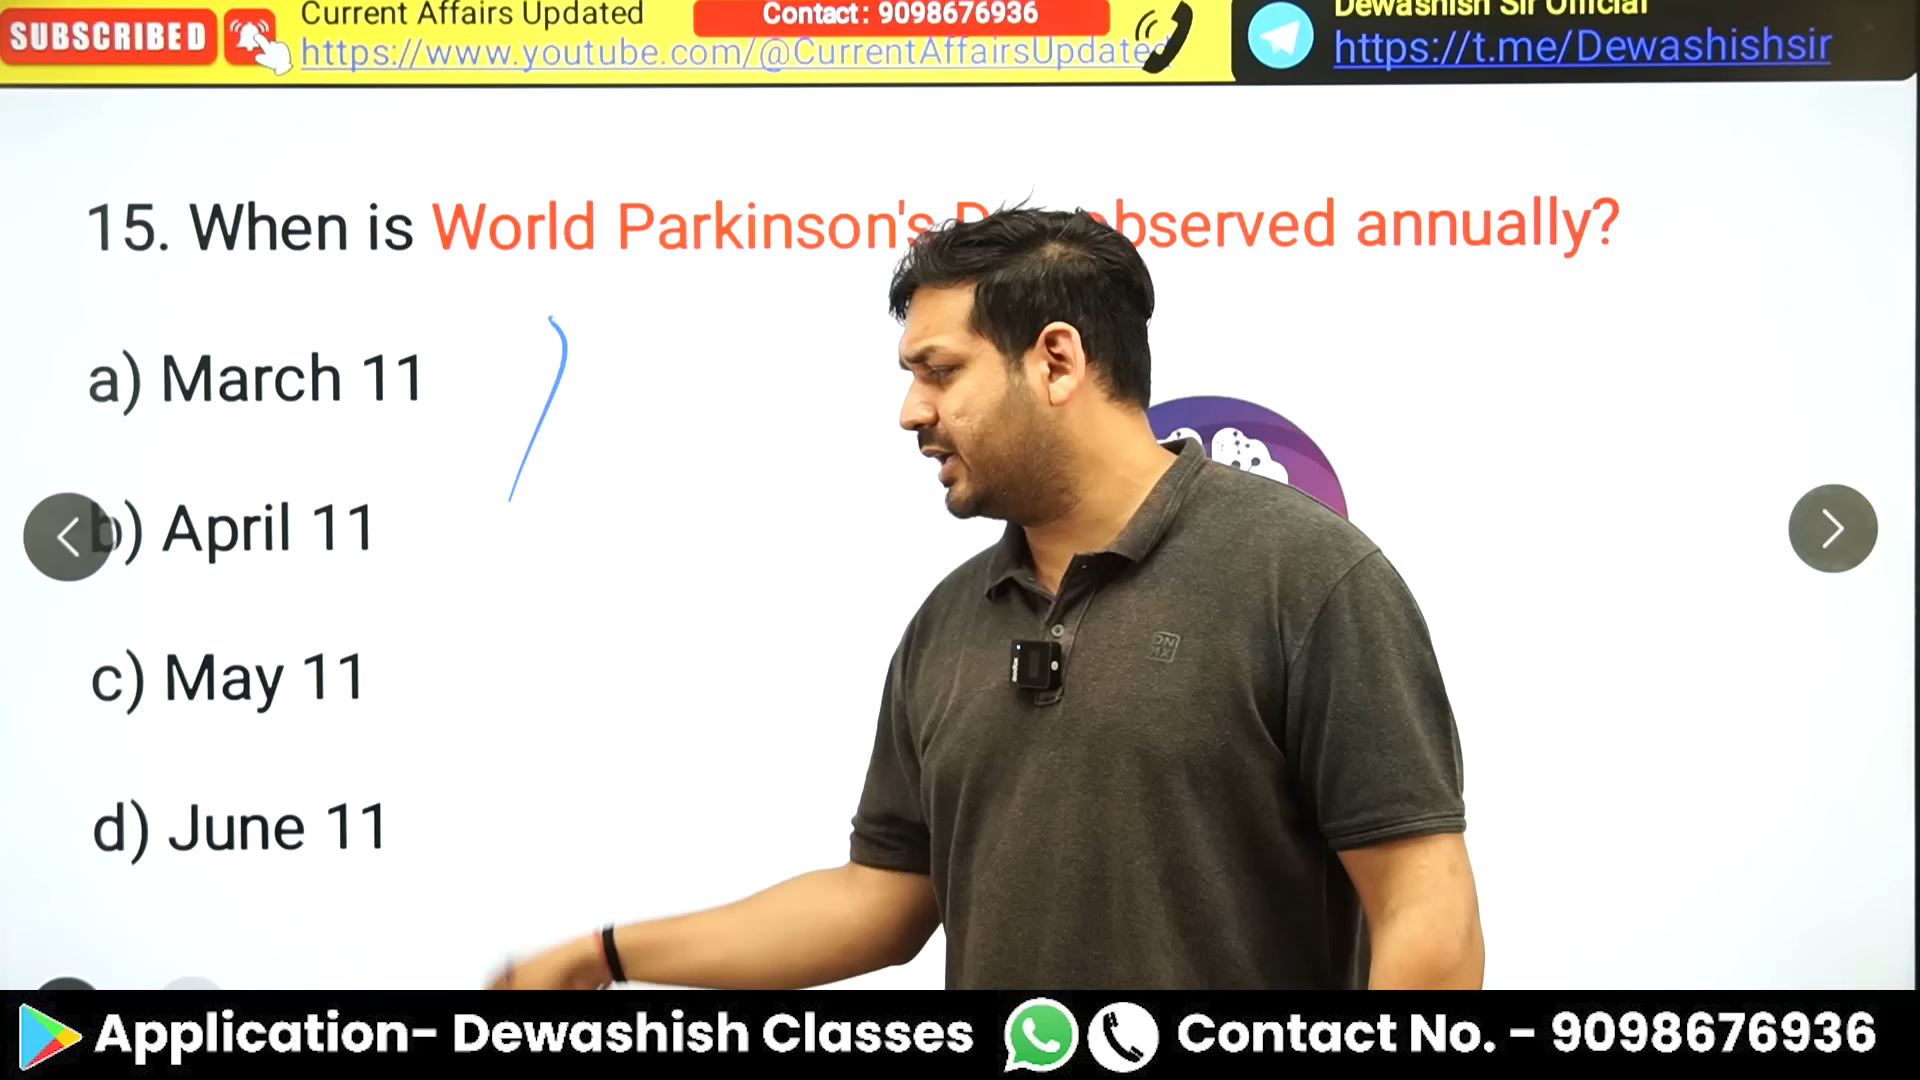 SUBSCRIBED
Current Affairs Updated
https://www.youtube.com/@CurrentAffairsUpdated
Contact: 9098676936
Dewashish Sir Official
https://t.me/Dewashishsir
15. When is World Parkinson's observed annually?
a) March 11
b) April 11
c) May 11
d) June 11
Application- Dewashish Classes
Contact No. - 9098676936